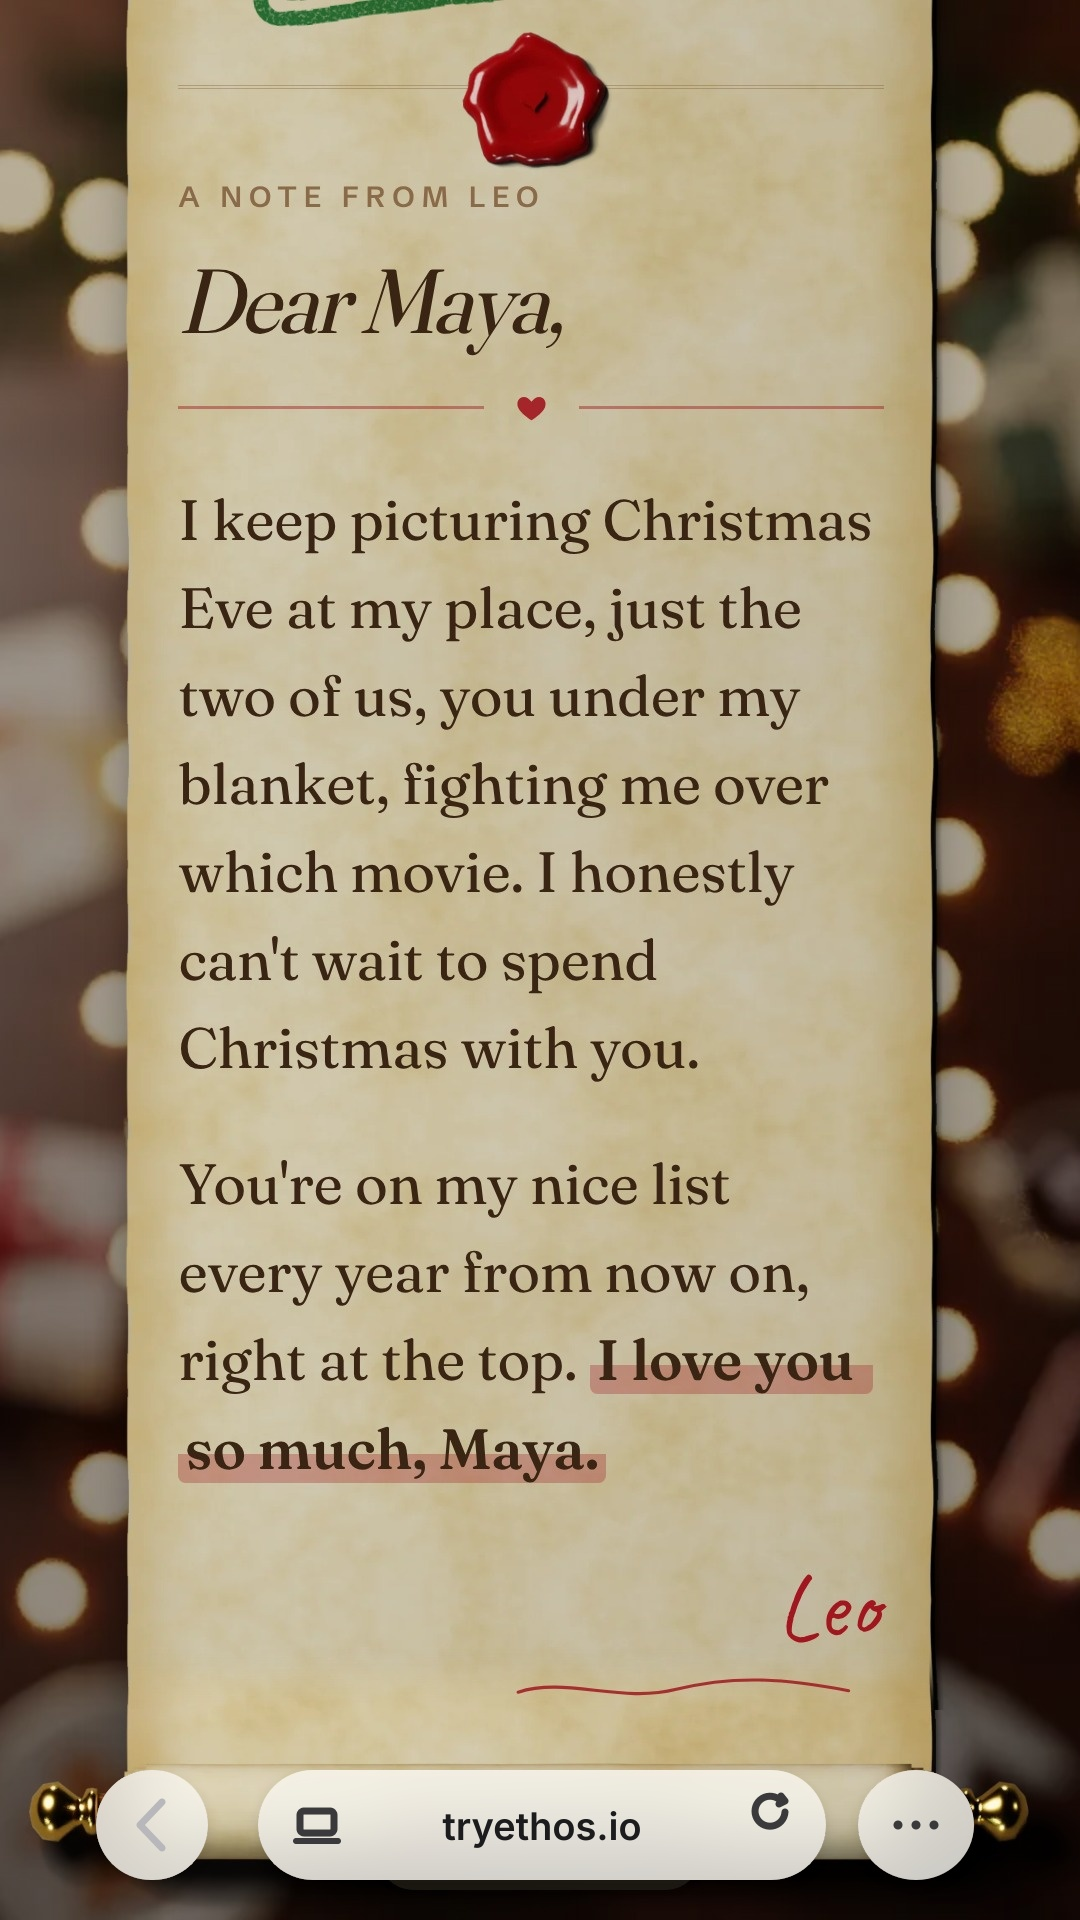 A NOTE FROM LEO
Dear Maya,
I keep picturing Christmas
Eve at my place, just the
two of us, you under my
blanket, fighting me over
which movie. I honestly
can't wait to spend
Christmas with you.
You're on my nice list
every year from now on,
right at the top. I love you
so much, Maya.
Leo
tryethos.io